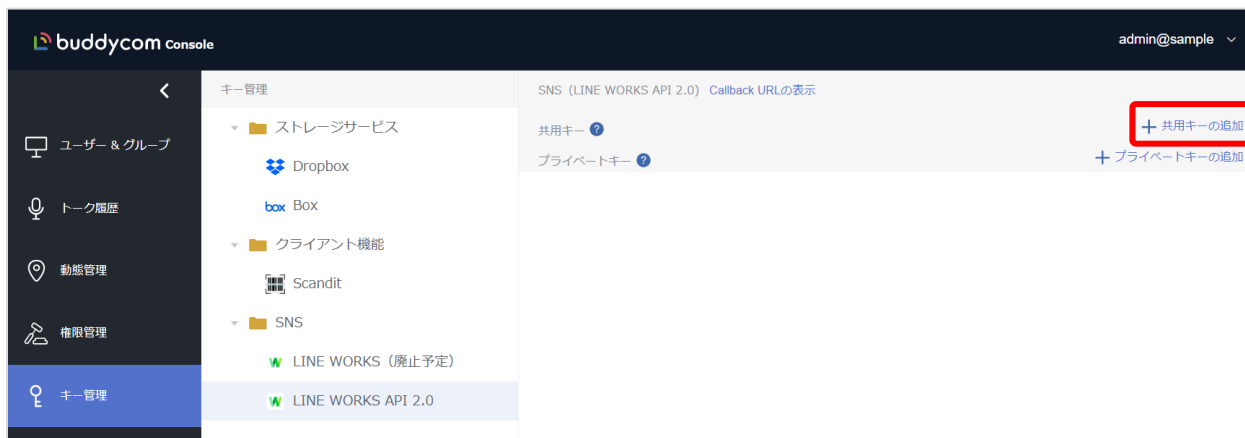 buddycom Console
admin@sample
キー管理
SNS（LINE WORKS API 2.0） Callback URLの表示
ユーザー & グループ
トーク履歴
動態管理
権限管理
キー管理
ストレージサービス
Dropbox
box Box
クライアント機能
Scandit
SNS
LINE WORKS（廃止予定）
LINE WORKS API 2.0
共用キー ?
+ 共用キーの追加
プライベートキー ?
+ プライベートキーの追加